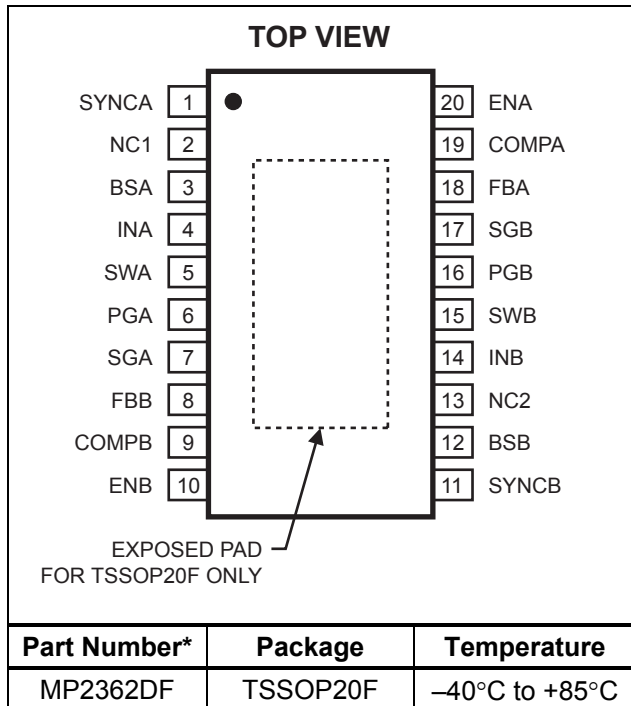 TOP VIEW
SYNCA 1 20 ENA
NC1 2 19 COMPA
BSA 3 18 FBA
INA 4 17 SGB
SWA 5 16 PGB
PGA 6 15 SWB
SGA 7 14 INB
FBB 8 13 NC2
COMPB 9 12 BSB
ENB 10 11 SYNCB
EXPOSED PAD
FOR TSSOP20F ONLY
Part Number* Package Temperature
MP2362DF TSSOP20F –40°C to +85°C